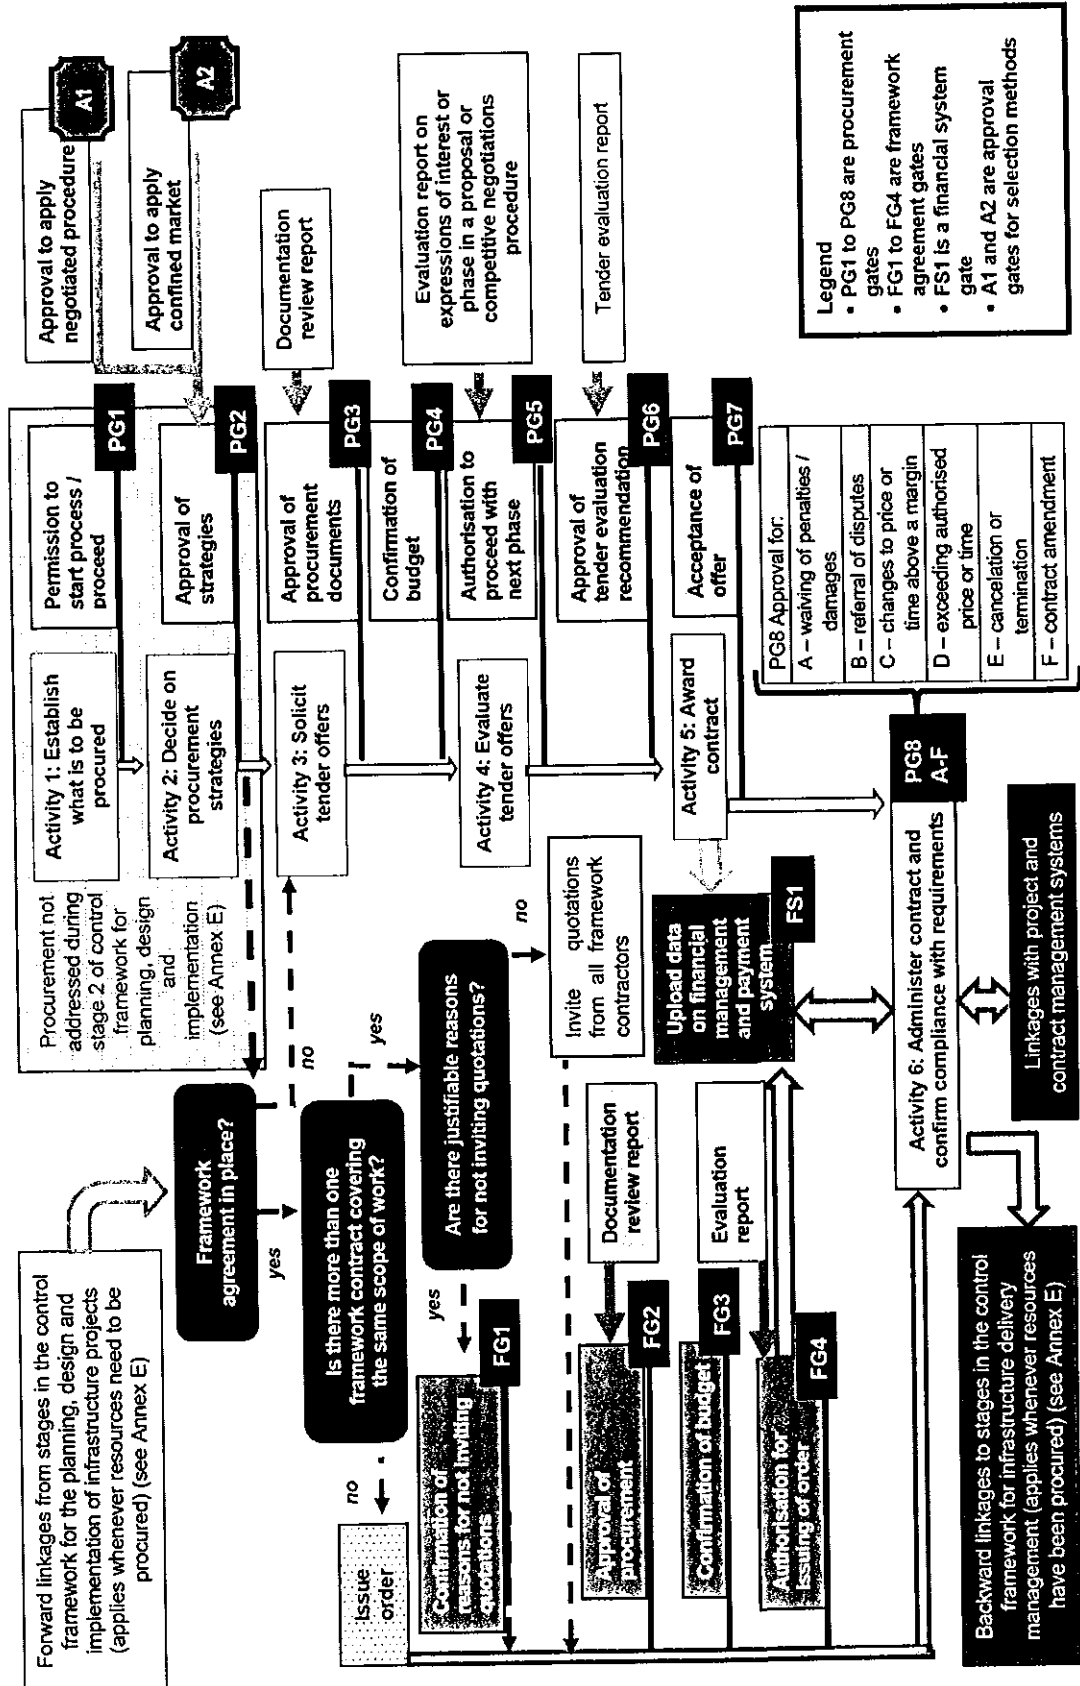 Forward linkages from stages in the control
framework for the planning, design and
implementation of infrastructure projects
(applies whenever resources need to be
procured) (see Annex E)
Procurement not
addressed during
stage 2 of control
framework for
planning, design
and
implementation
(see Annex E)
Activity 1: Establish
what is to be
procured
Permission to
start process /
proceed
PG1
Approval to apply
negotiated procedure
A1
Activity 2: Decide on
procurement
strategies
Approval of
strategies
PG2
Approval to apply
confined market
A2
Framework
agreement in place?
no
yes
Activity 3: Solicit
tender offers
Approval of
procurement
documents
PG3
Documentation
review report
Confirmation of
budget
PG4
Is there more than one
framework contract covering
the same scope of work?
no
yes
Issue
order
Activity 4: Evaluate
tender offers
Authorisation to
proceed with
next phase
PG5
Evaluation report on
expressions of interest or
phase in a proposal or
competitive negotiations
procedure
Are there justifiable reasons
for not inviting quotations?
yes
no
Confirmation of
reasons for not inviting
quotations
FG1
Invite quotations
from all framework
contractors
Approval of
tender evaluation
recommendation
PG6
Tender evaluation report
Approval of
procurement
FG2
Documentation
review report
Activity 5: Award
contract
Acceptance of
offer
PG7
Confirmation of budget
FG3
Upload data
on financial
management
and payment
system
FS1
Authorisation for
issuing of order
FG4
Evaluation
report
Activity 6: Administer contract and
confirm compliance with requirements
PG8
A-F
PG8 Approval for:
A – waiving of penalties /
damages
B – referral of disputes
C – changes to price or
time above a margin
D – exceeding authorised
price or time
E – cancelation or
termination
F – contract amendment
Legend
• PG1 to PG8 are procurement
gates
• FG1 to FG4 are framework
agreement gates
• FS1 is a financial system
gate
• A1 and A2 are approval
gates for selection methods
Backward linkages to stages in the control
framework for infrastructure delivery
management (applies whenever resources
have been procured) (see Annex E)
Linkages with project and
contract management systems